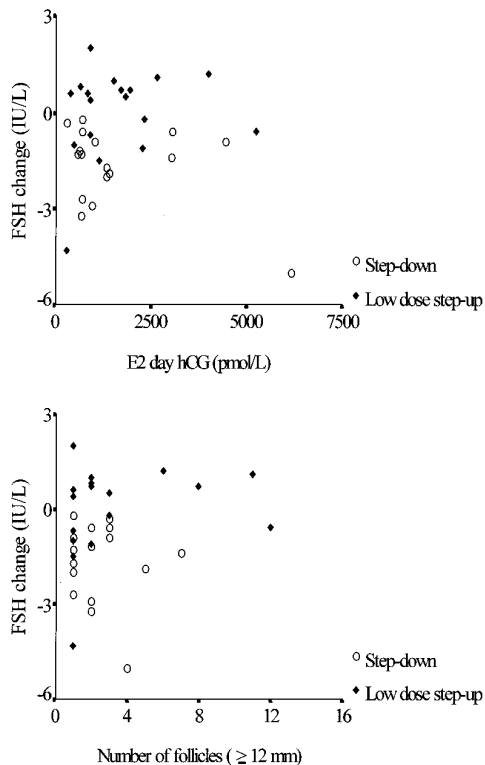 3
0
-3
-6
FSH change (IU/L)
0
2500
5000
7500
E2 day hCG (pmol/L)
Step-down
Low dose step-up
3
0
-3
-6
FSH change (IU/L)
0
4
8
12
16
Number of follicles ( ≥ 12 mm)
Step-down
Low dose step-up